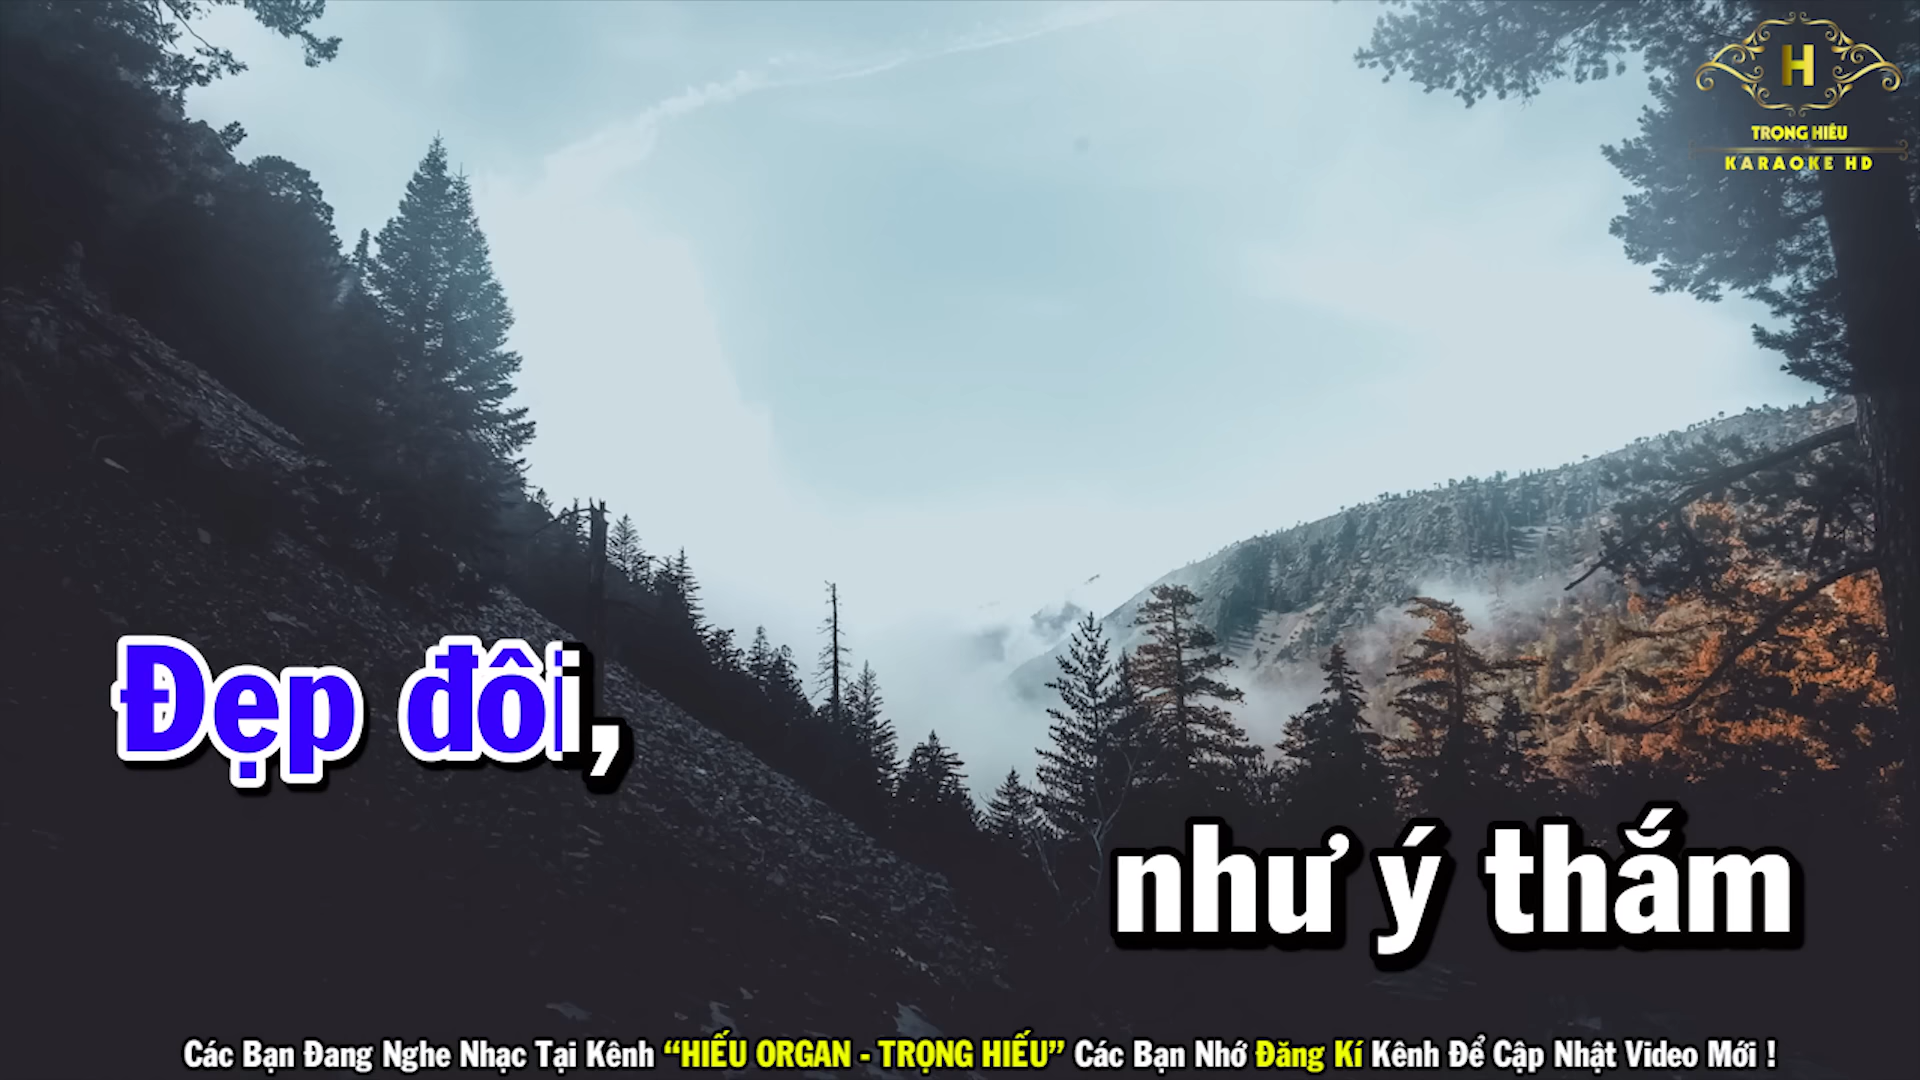 H
TRỌNG HIẾU
KARAOKE HD
Đẹp đôi,
như ý thắm
Các Bạn Đang Nghe Nhạc Tại Kênh “HIẾU ORGAN - TRỌNG HIẾU” Các Bạn Nhớ Đăng Kí Kênh Để Cập Nhật Video Mới !